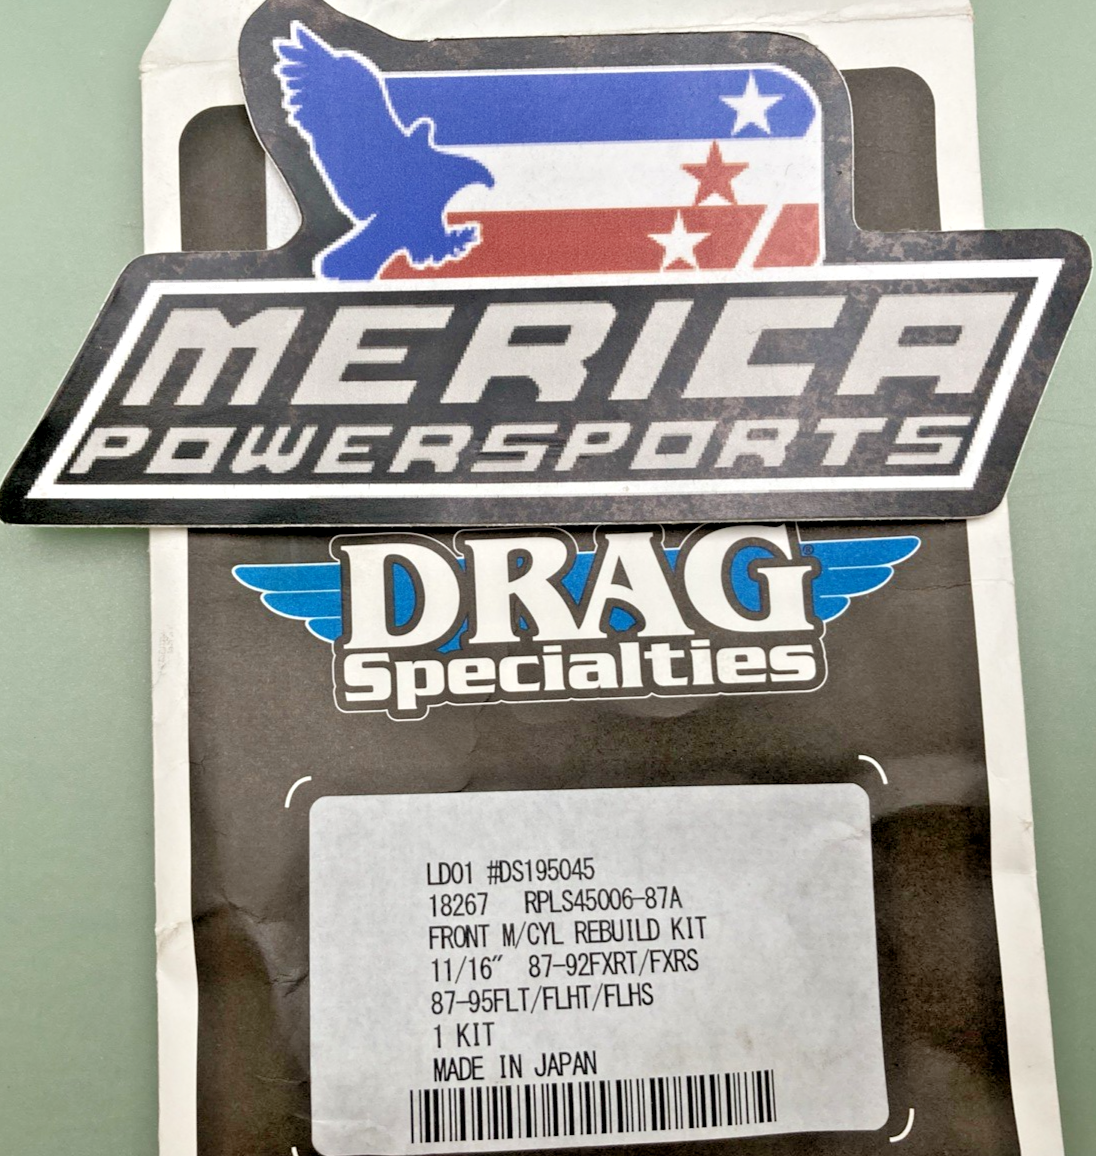 MERICA
POWERSPORTS
DRAG®
Specialties
LD01 #DS195045
18267 RPLS45006-87A
FRONT M/CYL REBUILD KIT
11/16" 87-92FXRT/FXRS
87-95FLT/FLHT/FLHS
1 KIT
MADE IN JAPAN